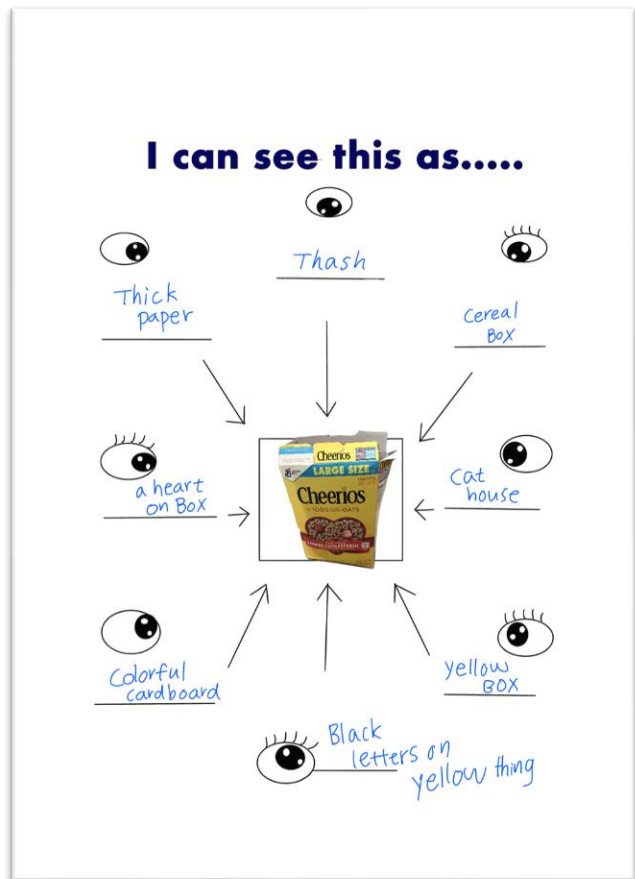 I can see this as.....
Thash
Thick
paper
Cereal
Box
Cheerios
LARGE SIZE
Cheerios
a heart
on Box
Cat
house
Colorful
cardboard
yellow
BOX
Black
letters on
yellow thing